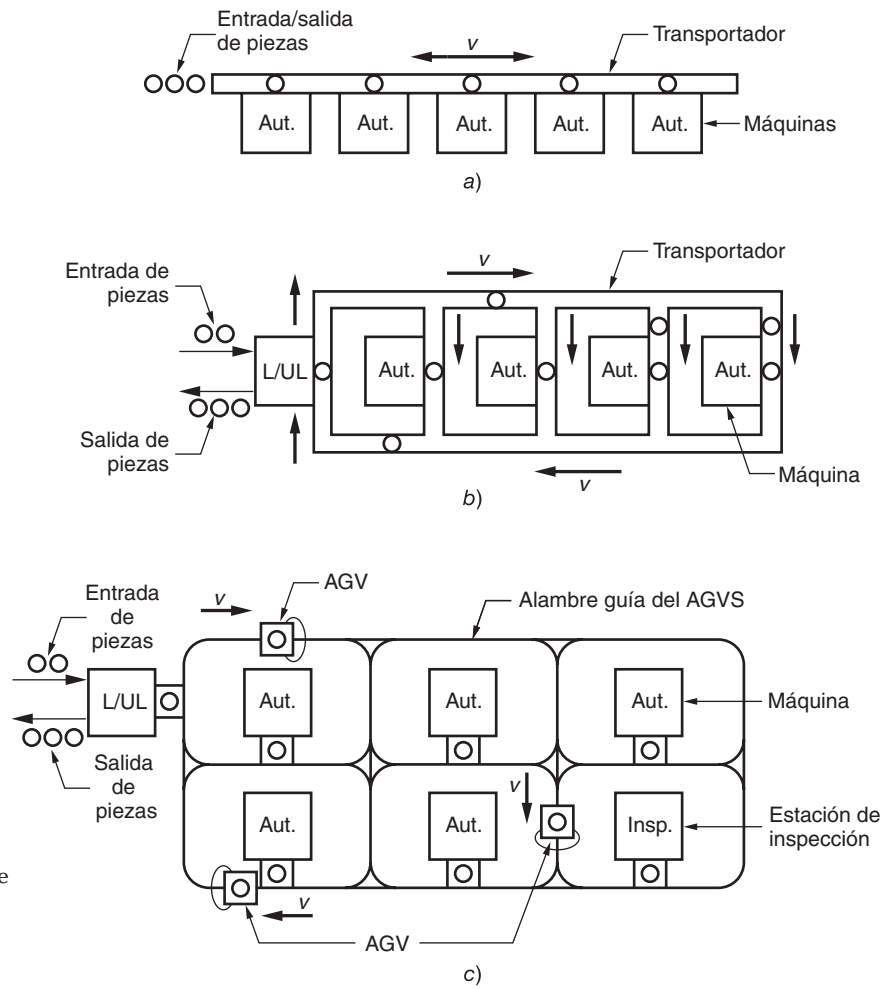 Entrada/salida
de piezas
v
Transportador
Aut.
Aut.
Aut.
Aut.
Aut.
Máquinas
a)
Entrada de
piezas
v
Transportador
L/UL
Aut.
Aut.
Aut.
Aut.
Salida de
piezas
v
Máquina
b)
Entrada
de
piezas
v
AGV
Alambre guía del AGVS
L/UL
Aut.
Aut.
Aut.
Máquina
Salida
de
piezas
v
Aut.
Aut.
Insp.
Estación de
inspección
e
v
AGV
c)